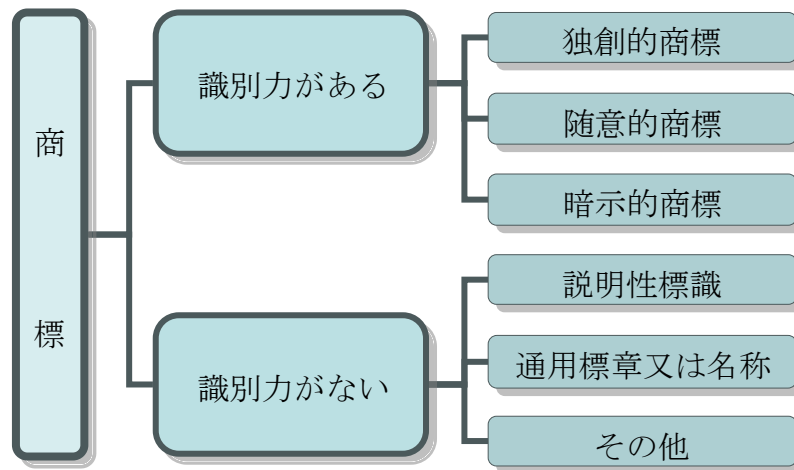 商標
識別力がある
独創的商標
随意的商標
暗示的商標
識別力がない
説明性標識
通用標章又は名称
その他